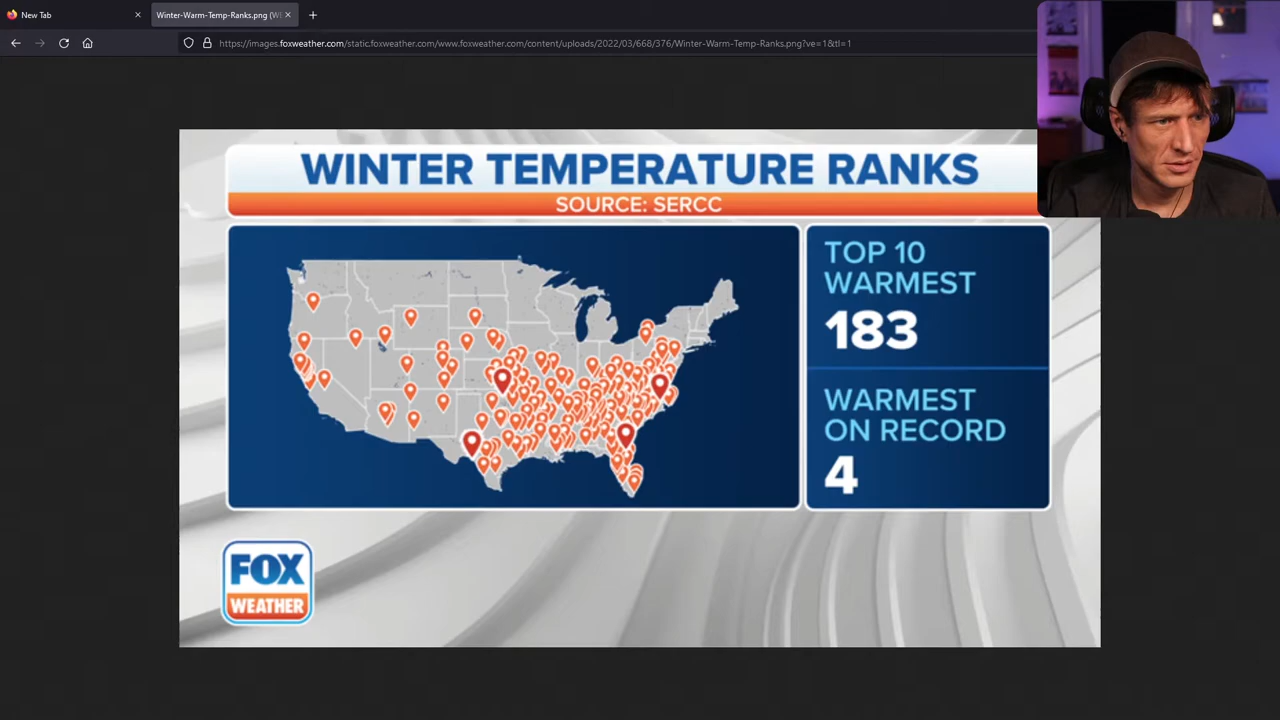 New Tab
Winter-Warm-Temp-Ranks.png (W
https://images.foxweather.com/static.foxweather.com/www.foxweather.com/content/uploads/2022/03/668/376/Winter-Warm-Temp-Ranks.png?ve=1&tl=1
WINTER TEMPERATURE RANKS
SOURCE: SERCC
TOP 10
WARMEST
183
WARMEST
ON RECORD
4
FOX
WEATHER